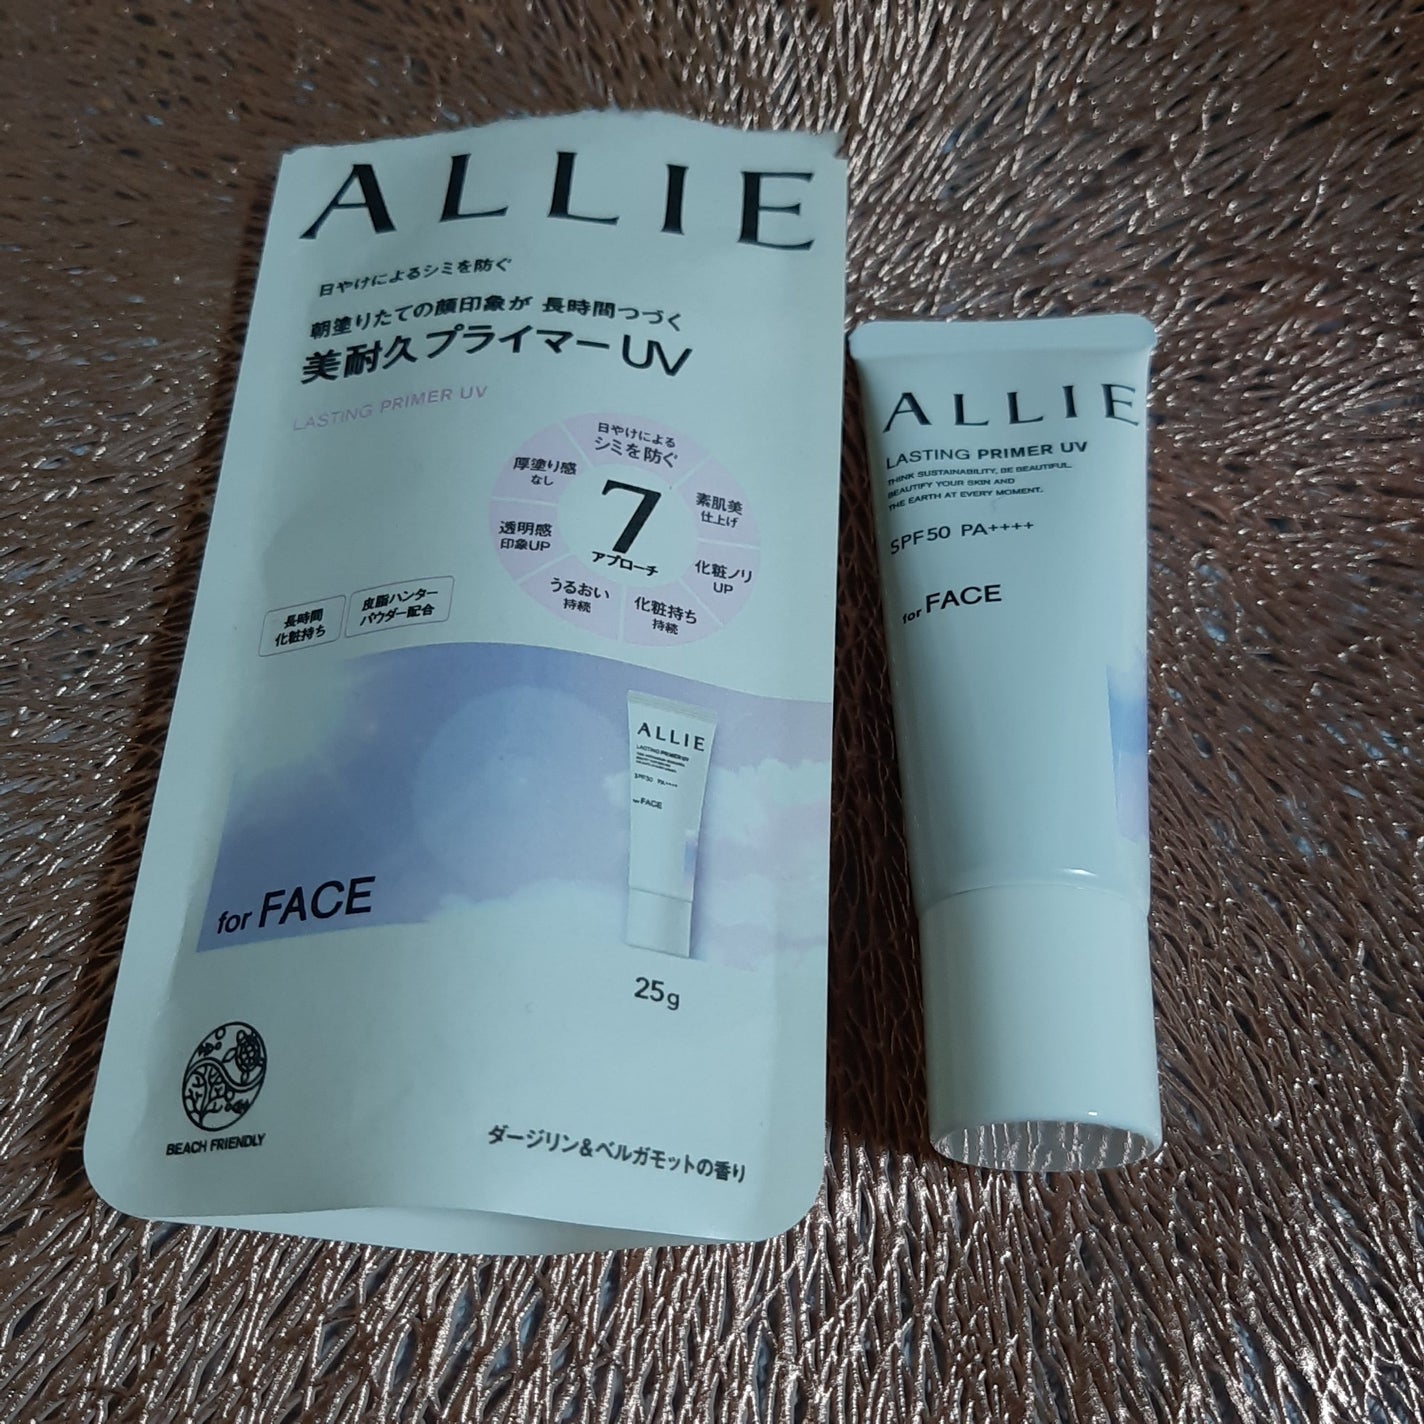 ALLIE
日やけによるシミを防ぐ
朝塗りたての顔印象が 長時間つづく
美耐久プライマーUV
LASTING PRIMER UV
日やけによる
シミを防ぐ
素肌美
仕上げ
化粧ノリ
UP
化粧持ち
持続
うるおい
持続
透明感
印象UP
厚塗り感
なし
7
アプローチ
長時間
化粧持ち
皮脂ハンター
パウダー配合
ALLIE
LASTING PRIMER UV
SPF50 PA++++
for FACE
for FACE
25g
BEACH FRIENDLY
ダージリン&ベルガモットの香り
ALLIE
LASTING PRIMER UV
THINK SUSTAINABILITY, BE BEAUTIFUL.
BEAUTIFY YOUR SKIN AND
THE EARTH AT EVERY MOMENT.
SPF50 PA++++
for FACE